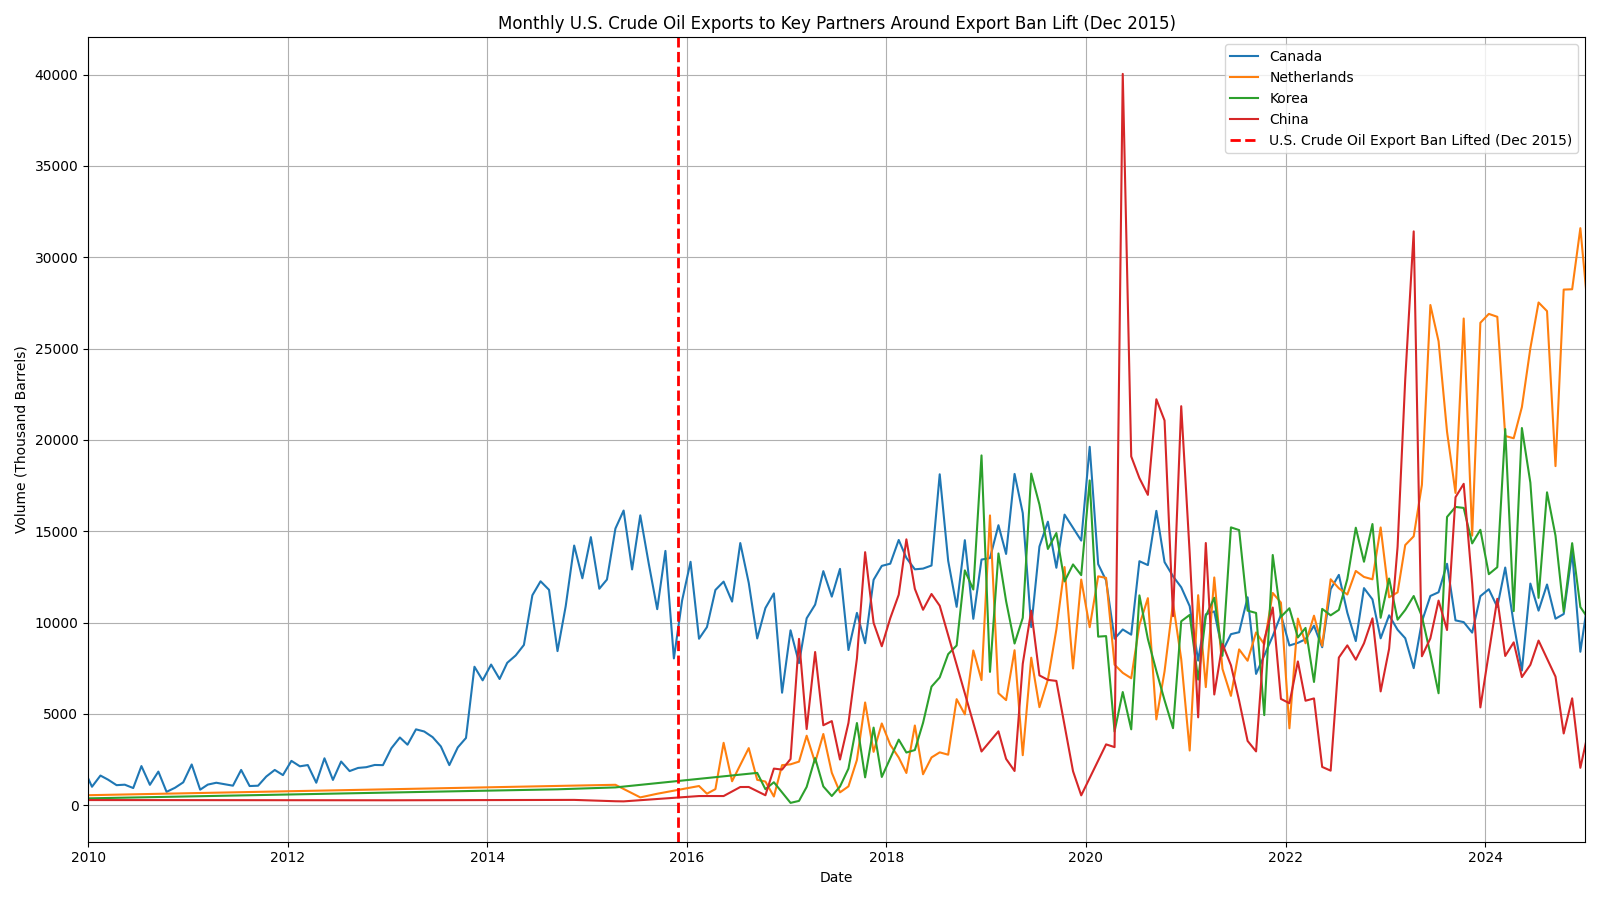 Monthly U.S. Crude Oil Exports to Key Partners Around Export Ban Lift (Dec 2015)
Canada
Netherlands
Korea
China
U.S. Crude Oil Export Ban Lifted (Dec 2015)
Volume (Thousand Barrels)
40000
35000
30000
25000
20000
15000
10000
5000
0
2010
2012
2014
2016
2018
2020
2022
2024
Date